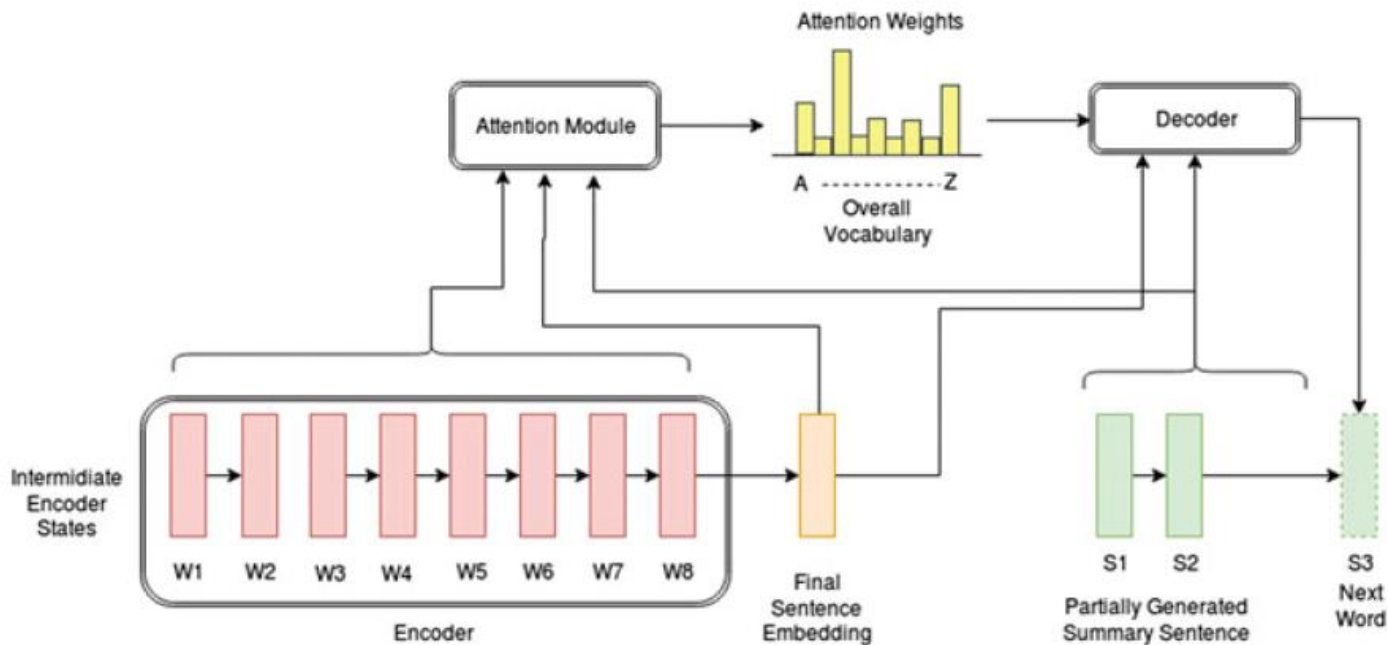 Attention Weights
Attention Module
Decoder
A
Z
Overall
Vocabulary
Intermidiate
Encoder
States
W1
W2
W3
W4
W5
W6
W7
W8
Encoder
Final
Sentence
Embedding
S1
S2
Partially Generated
Summary Sentence
S3
Next
Word